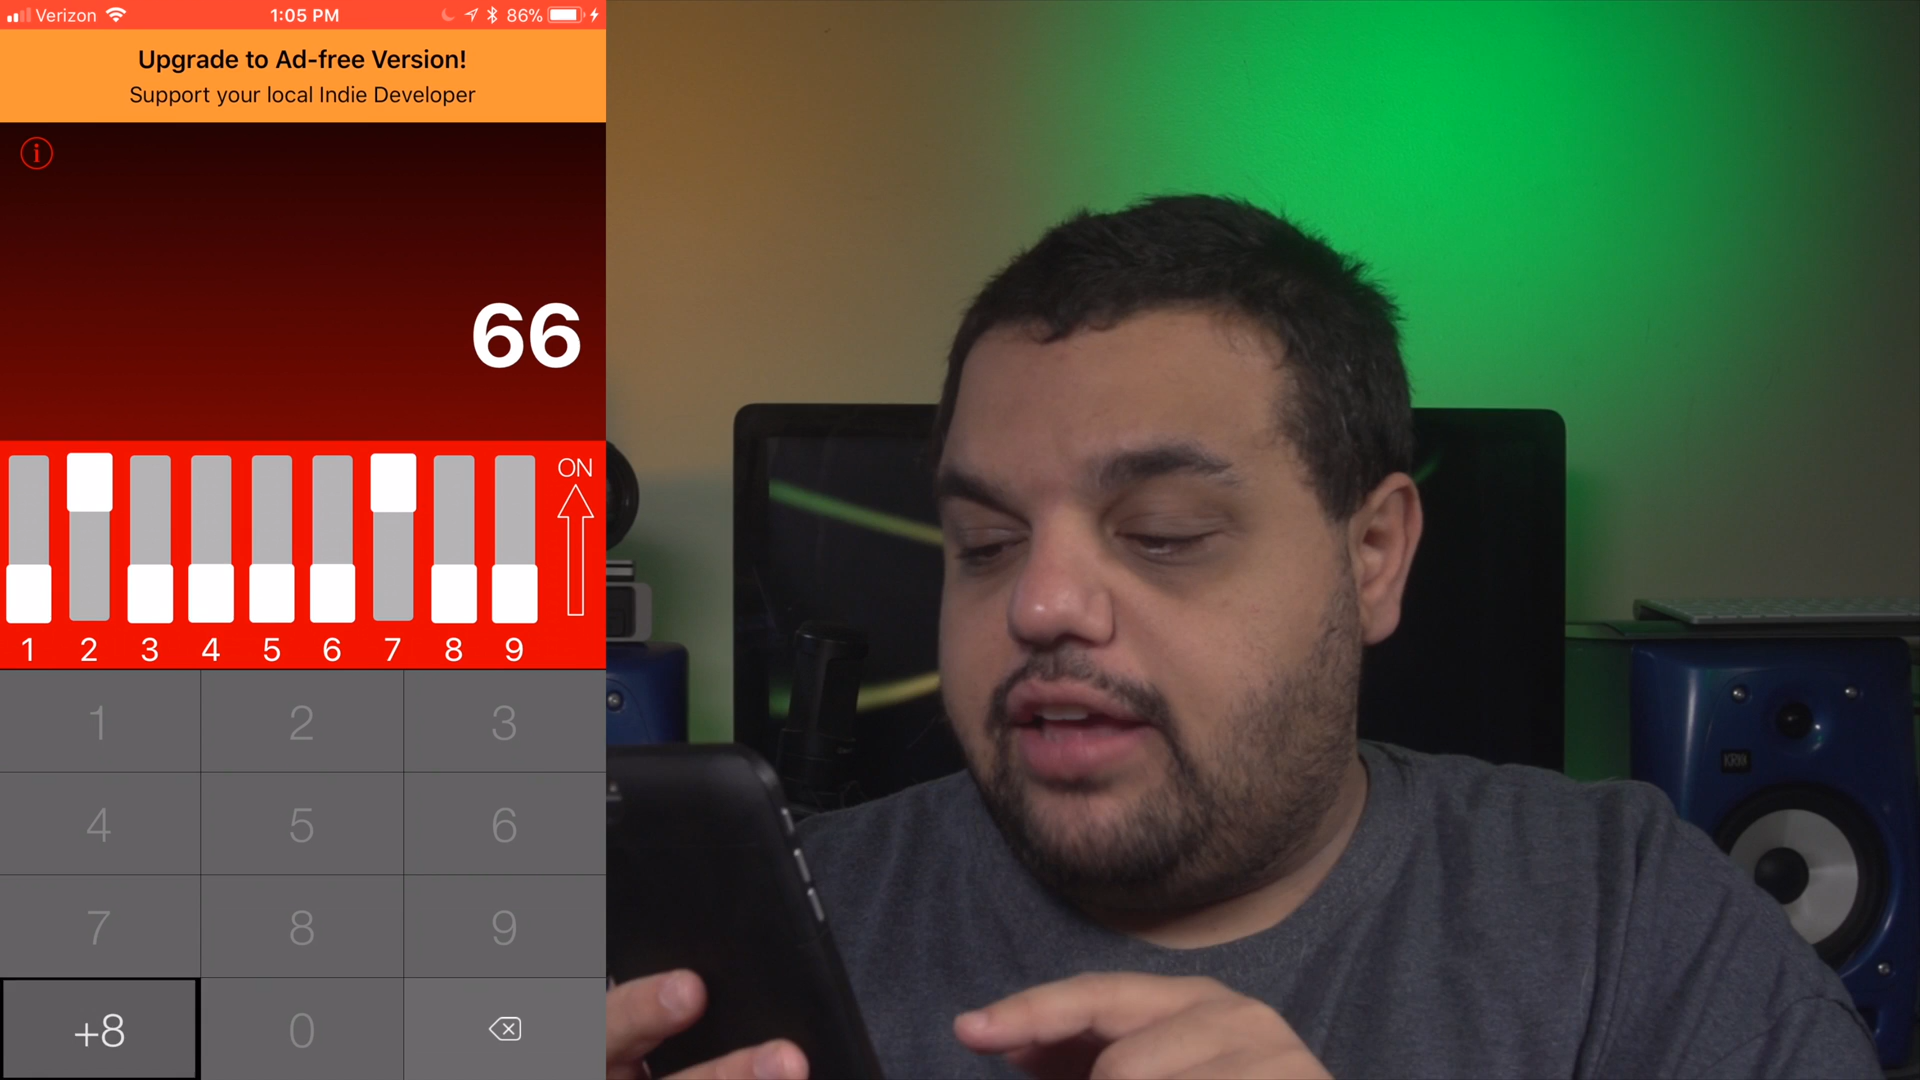 Verizon 1:05 PM 86%
Upgrade to Ad-free Version!
Support your local Indie Developer
i
66
ON
1 2 3 4 5 6 7 8 9
1 2 3
4 5 6
7 8 9
+8 0
KRK